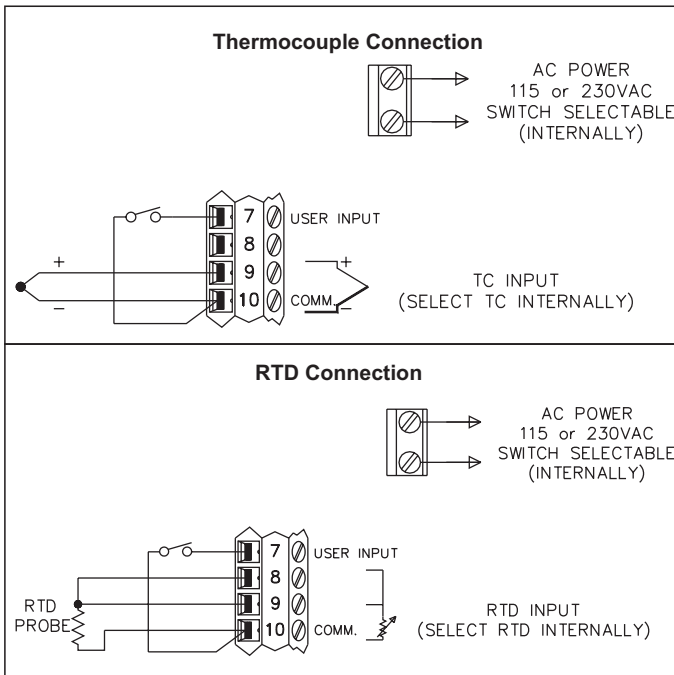 Thermocouple Connection
AC POWER
115 or 230VAC
SWITCH SELECTABLE
(INTERNALLY)
7 USER INPUT
8
+ 9 +
− 10 COMM. −
TC INPUT
(SELECT TC INTERNALLY)
RTD Connection
AC POWER
115 or 230VAC
SWITCH SELECTABLE
(INTERNALLY)
7 USER INPUT
8
9
10 COMM.
RTD
PROBE
RTD INPUT
(SELECT RTD INTERNALLY)